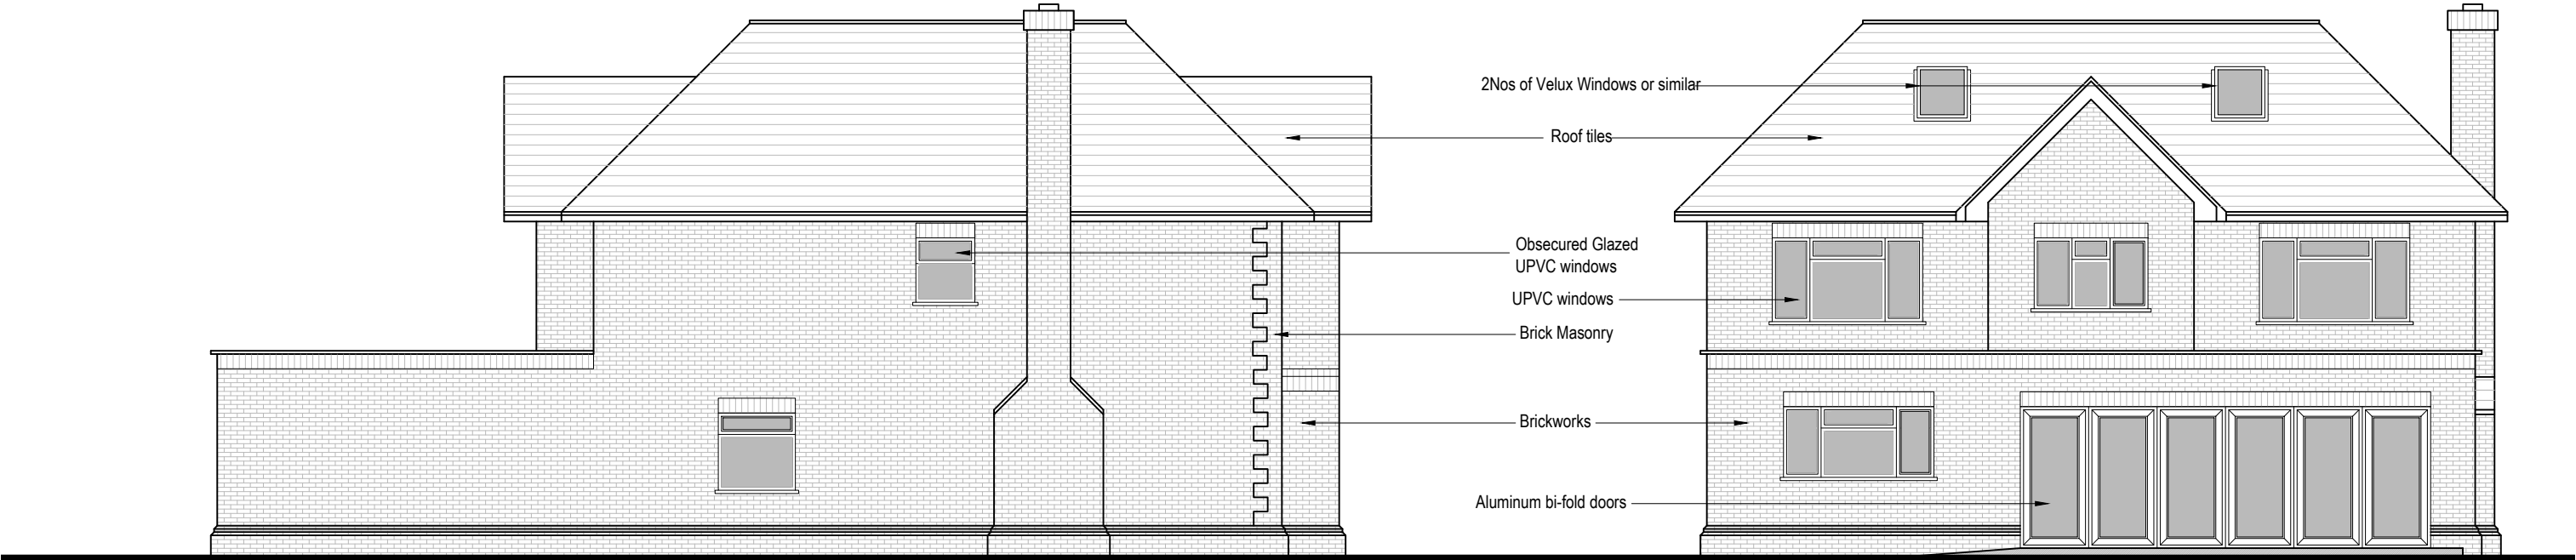 2Nos of Velux Windows or similar
Roof tiles
Obsecured Glazed
UPVC windows
UPVC windows
Brick Masonry
Brickworks
Aluminum bi-fold doors